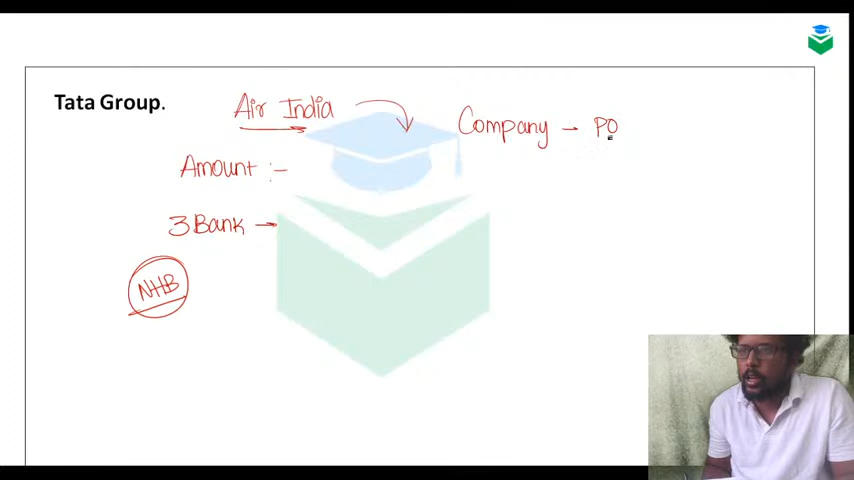 Tata Group.
Air India
Company - PO
Amount :-
3 Bank →
NHB